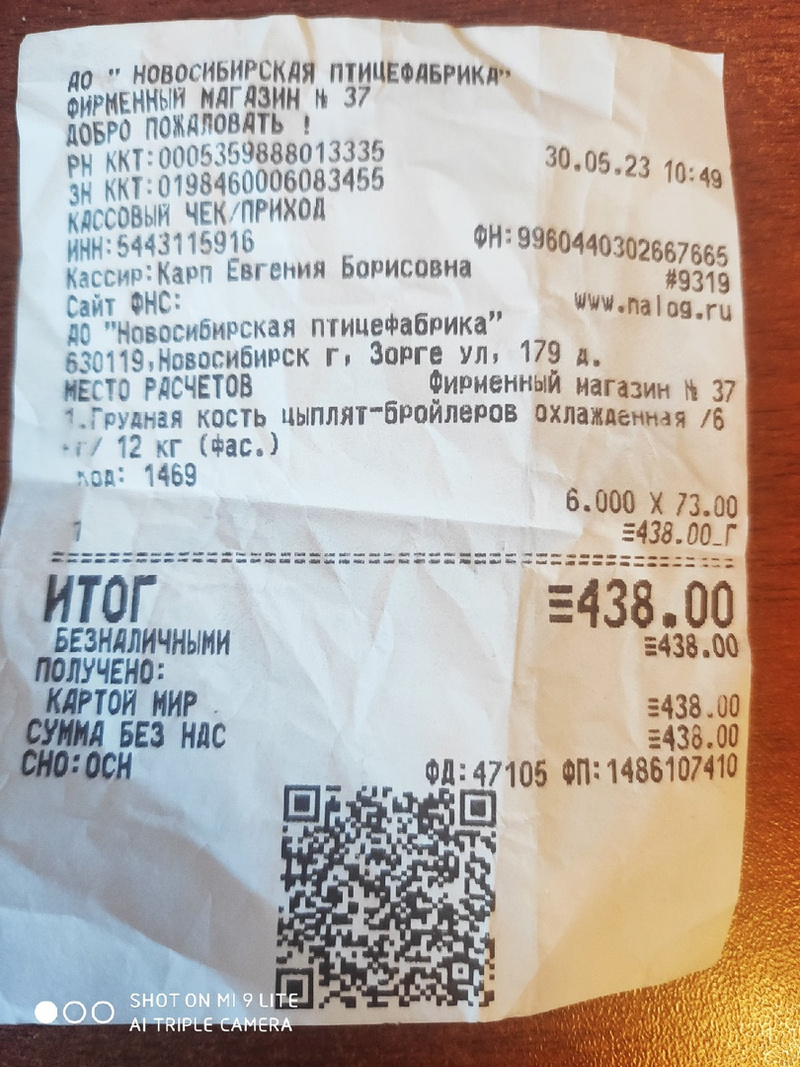 АО " НОВОСИБИРСКАЯ ПТИЦЕФАБРИКА"
ФИРМЕННЫЙ МАГАЗИН № 37
ДОБРО ПОЖАЛОВАТЬ !
РН ККТ:0005359888013335 30.05.23 10:49
ЗН ККТ:0198460006083455
КАССОВЫЙ ЧЕК/ПРИХОД
ИНН:5443115916 ФН:9960440302667665
Кассир:Карп Евгения Борисовна #9319
Сайт ФНС: www.nalog.ru
АО "Новосибирская птицефабрика"
630119,Новосибирск г, Зорге ул, 179 д.
МЕСТО РАСЧЕТОВ Фирменный магазин № 37
1.Грудная кость цыплят-бройлеров охлажденная /6
кг/ 12 кг (фас.)
код: 1469
6.000 X 73.00
1 ≡438.00_Г
ИТОГ ≡438.00
БЕЗНАЛИЧНЫМИ ≡438.00
ПОЛУЧЕНО:
КАРТОЙ МИР ≡438.00
СУММА БЕЗ НДС ≡438.00
СНО:ОСН ФД:47105 ФП:1486107410
SHOT ON MI 9 LITE
AI TRIPLE CAMERA